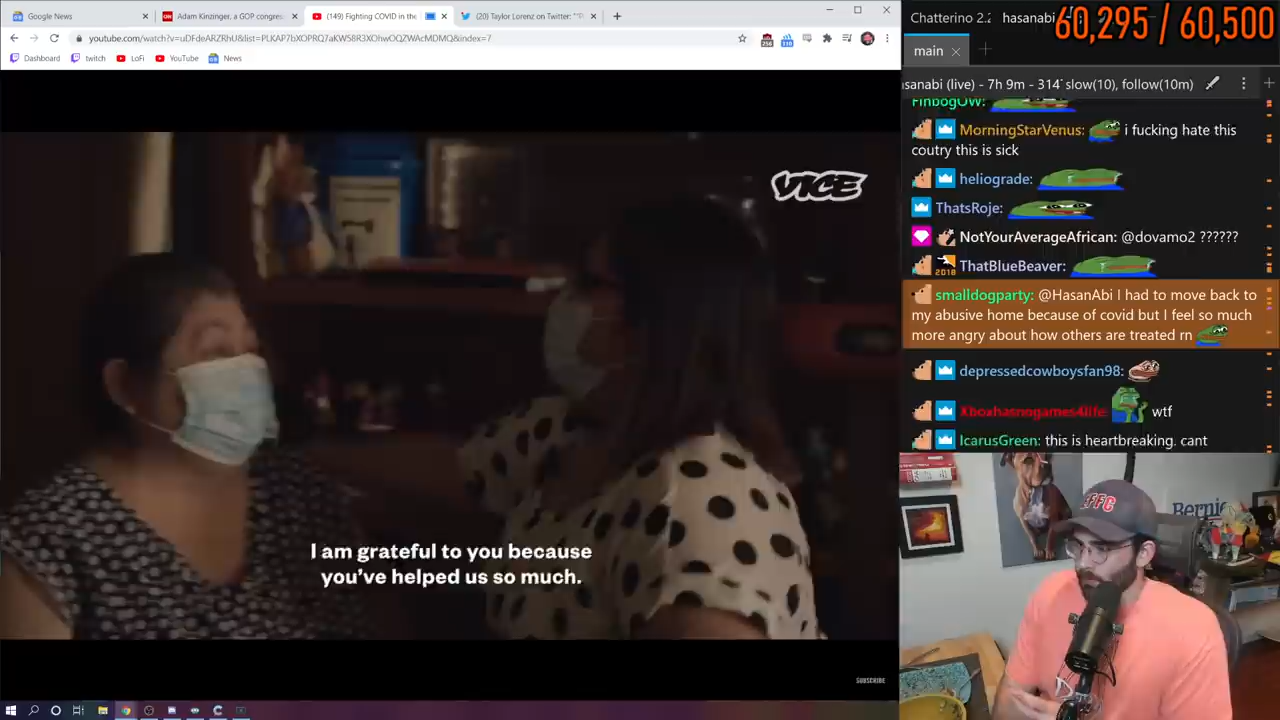 Google News
Adam Kinzinger, a GOP congres
(149) Fighting COVID in the
(20) Taylor Lorenz on Twitter: "
Chatterino 2.
hasanabi
60,295 / 60,500
youtube.com/watch?v=uDFdeARZRhU&list=PLKAP7bXOPRQ7aKW58R3XOhwOQZWAcMDMQ&index=7
main
Dashboard
twitch
LoFi
YouTube
News
sanabi (live) - 7h 9m - 314
slow(10), follow(10m)
FinbogOW:
MorningStarVenus: i fucking hate this
coutry this is sick
heliograde:
ThatsRoje:
NotYourAverageAfrican: @dovamo2 ??????
2018 ThatBlueBeaver:
smalldogparty: @HasanAbi I had to move back to
my abusive home because of covid but I feel so much
more angry about how others are treated rn
depressedcowboysfan98:
Xboxhasnogames4life: wtf
IcarusGreen: this is heartbreaking. cant
VICE
I am grateful to you because
you've helped us so much.
SUBSCRIBE
Bernie